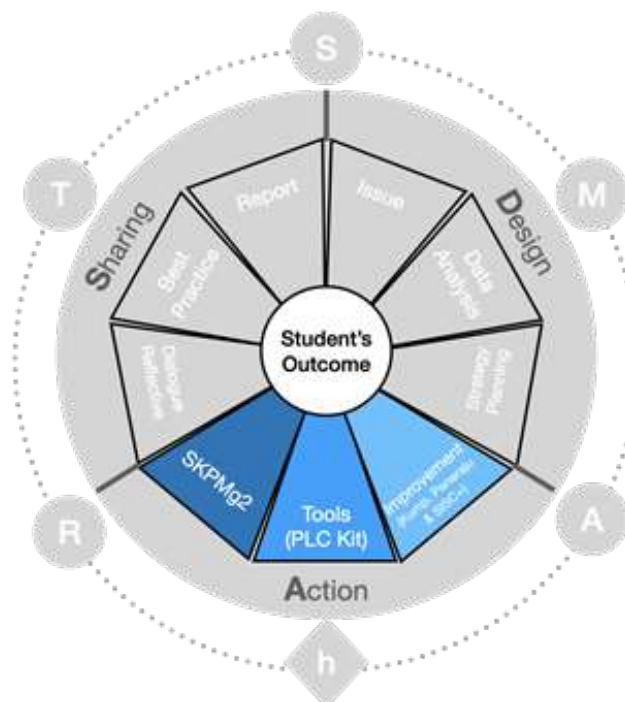 S
T
M
Sharing
Design
Report
Issue
Best
Practice
Data
Analysis
Dialogue
Reflective
Strategy
Planning
Student's
Outcome
SKPMg2
Tools
(PLC Kit)
Improvement
& SISC+)
R
A
Action
h